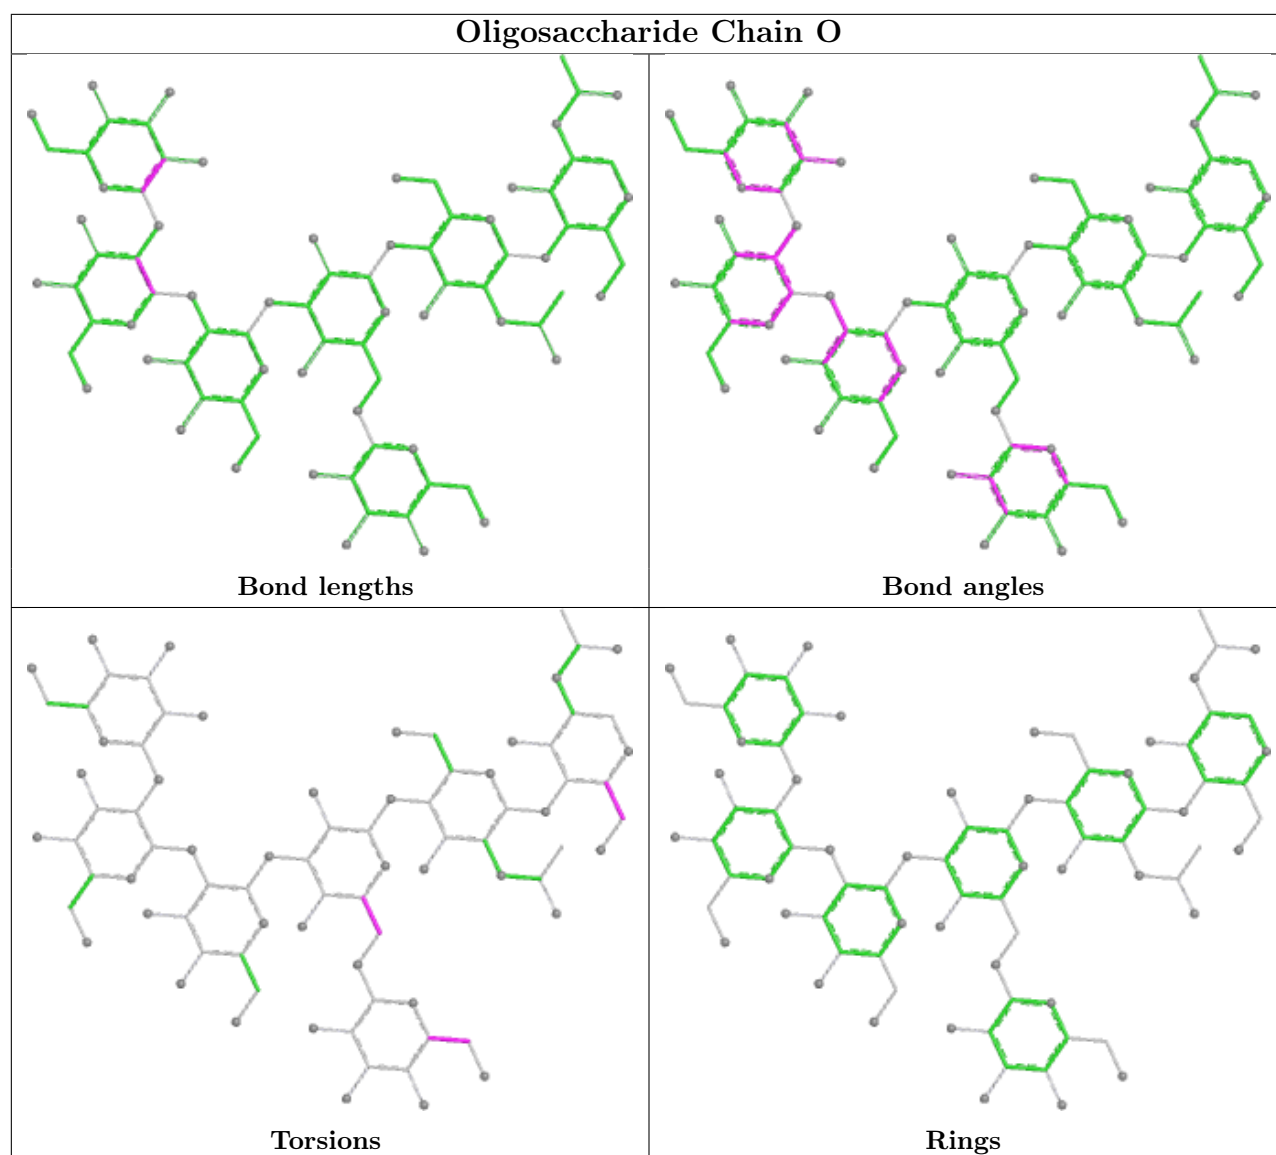 Oligosaccharide Chain O
Bond lengths
Bond angles
Torsions
Rings